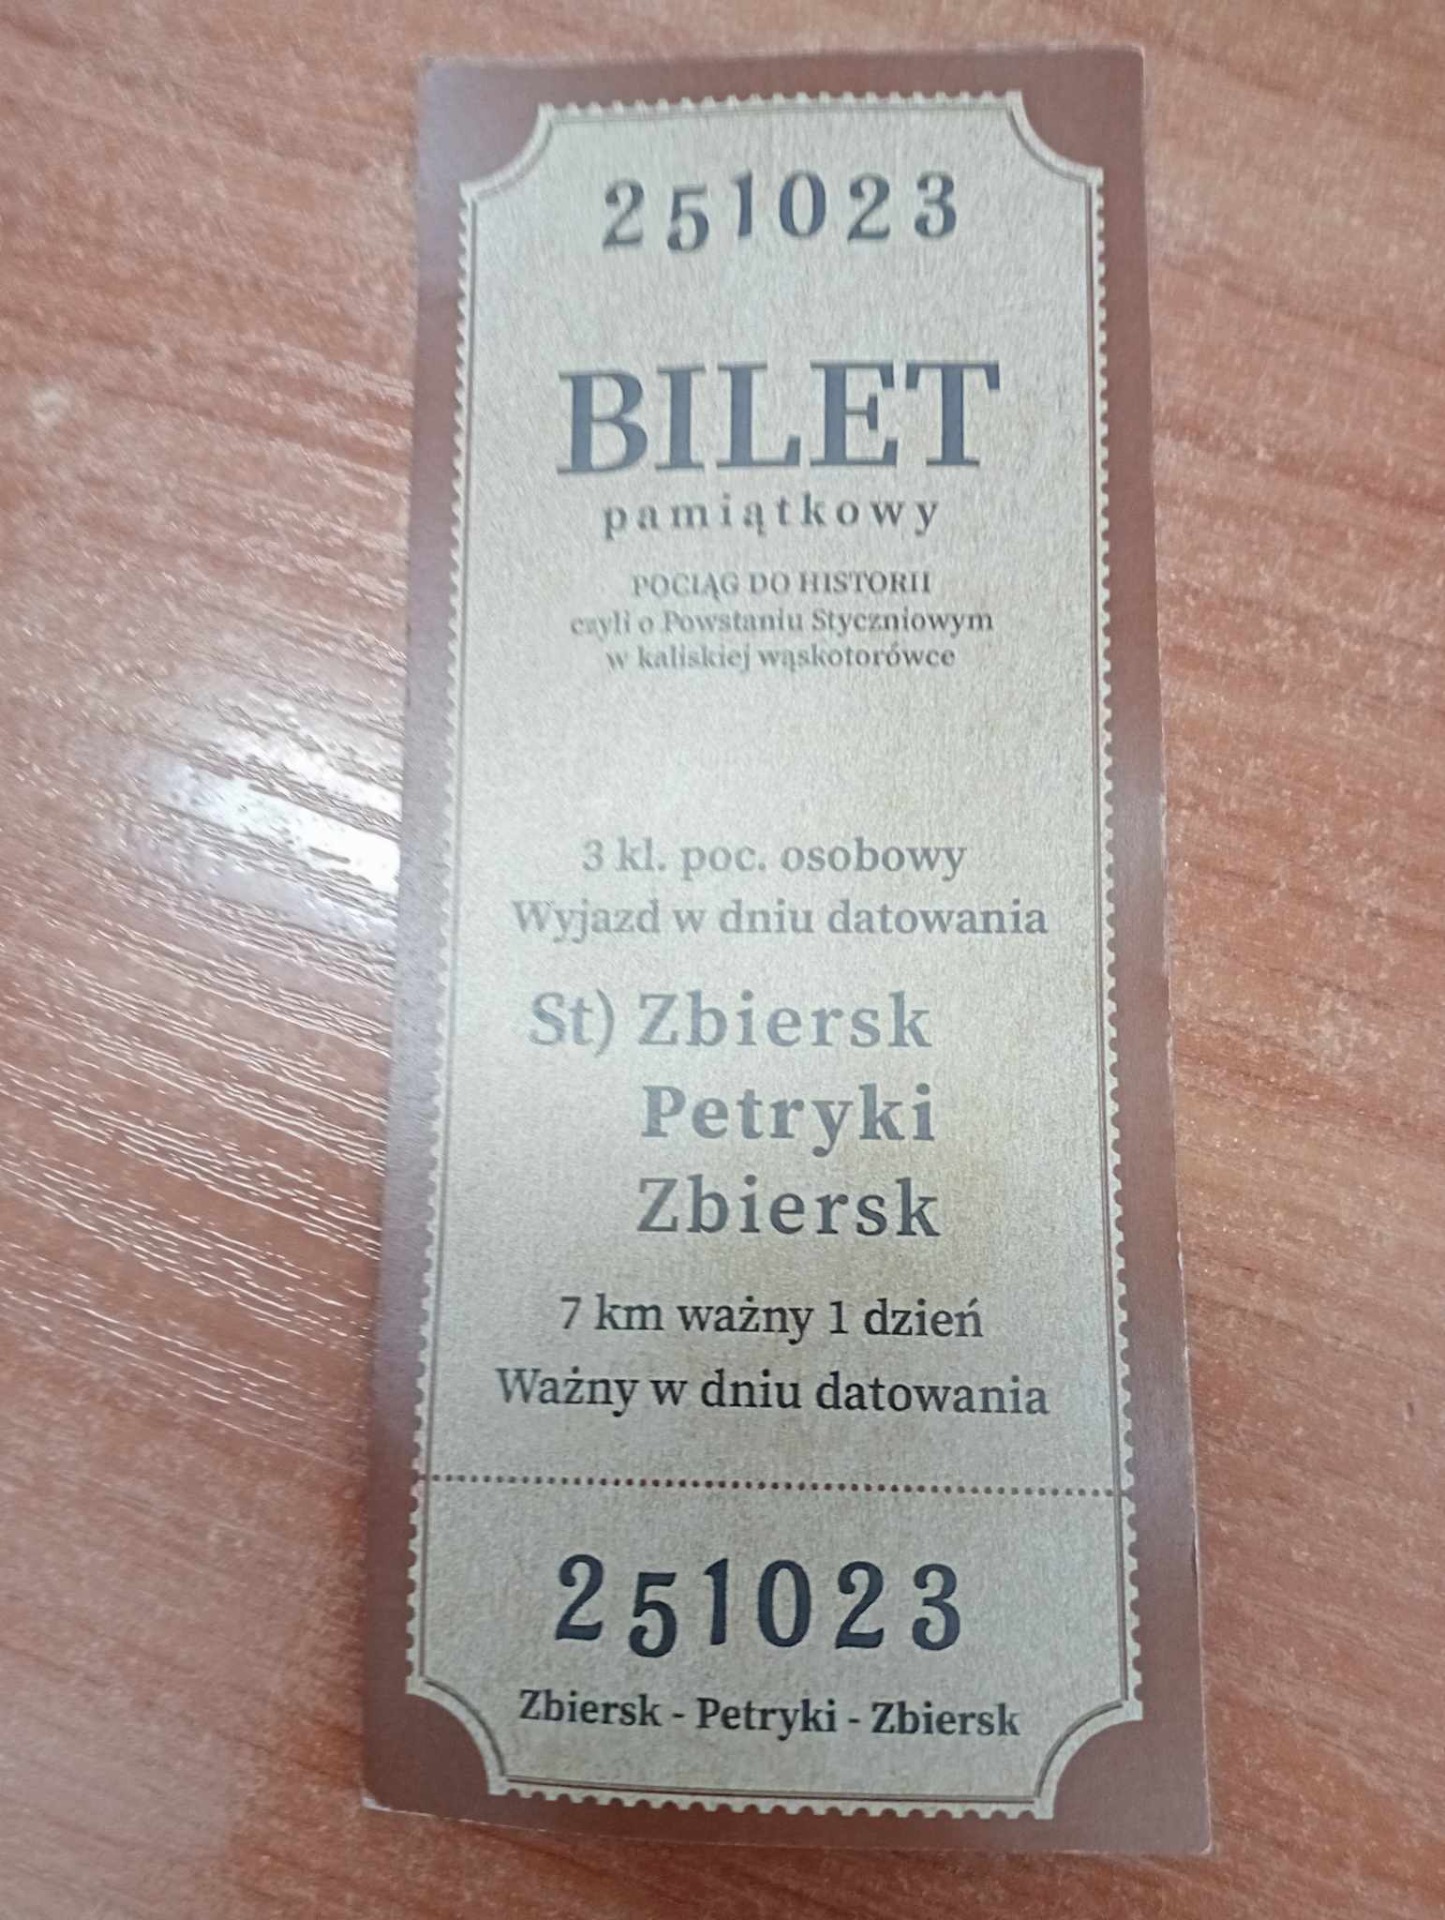 251023
BILET
pamiątkowy
POCIĄG DO HISTORII
czyli o Powstaniu Styczniowym
w kaliskiej wąskotorówce
3 kl. poc. osobowy
Wyjazd w dniu datowania
St) Zbiersk
Petryki
Zbiersk
7 km ważny 1 dzień
Ważny w dniu datowania
251023
Zbiersk - Petryki - Zbiersk